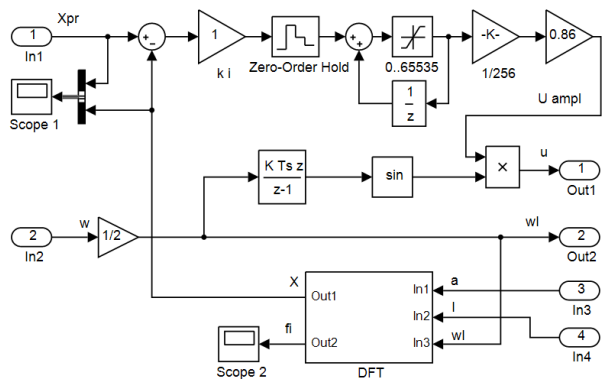 Xpr
1
In1
+
-
1
k i
Zero-Order Hold
+
+
0..65535
-K-
1/256
0.86
U ampl
1
z
Scope 1
K Ts z
z-1
sin
×
u
1
Out1
2
In2
w
1/2
wI
2
Out2
X
Out1
In1
a
3
In3
fi
Out2
In2
I
4
In4
In3
wI
Scope 2
DFT